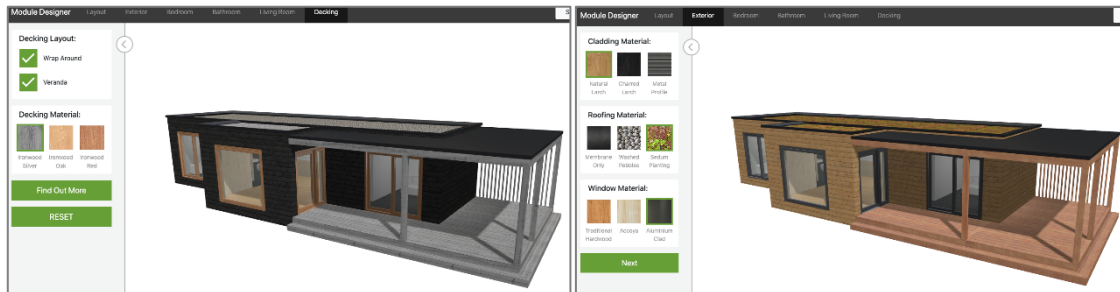 Module Designer Layout Exterior Bedroom Bathroom Living Room Decking S
Decking Layout:
Wrap Around
Veranda
Decking Material:
Ironwood Silver
Ironwood Oak
Ironwood Red
Find Out More
RESET
Module Designer Layout Exterior Bedroom Bathroom Living Room Decking
Cladding Material:
Natural Larch
Charred Larch
Metal Profile
Roofing Material:
Membrane Only
Washed Pebbles
Sedum Planting
Window Material:
Traditional Hardwood
Accoya
Aluminium Clad
Next